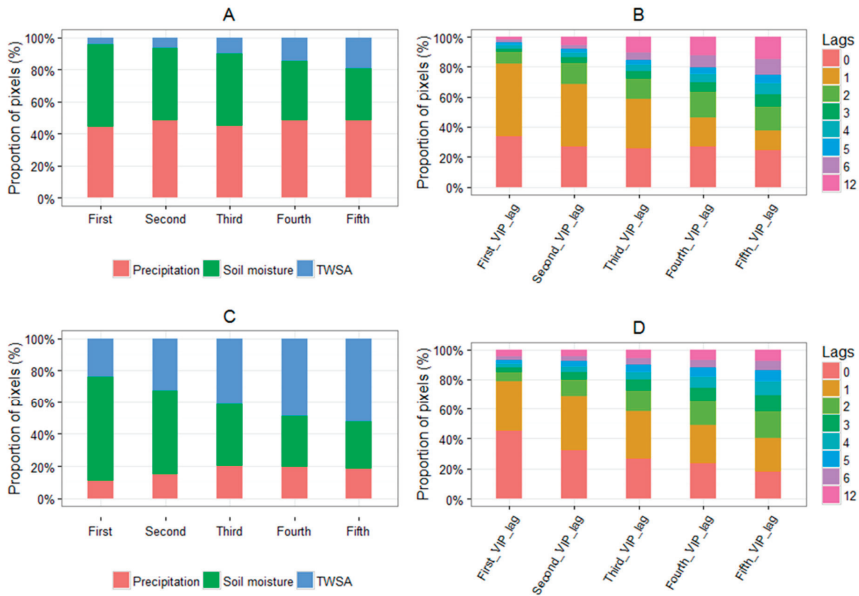 A
Proportion of pixels (%)
100%
80%
60%
40%
20%
0%
First Second Third Fourth Fifth
Precipitation Soil moisture TWSA
B
Proportion of pixels (%)
100%
80%
60%
40%
20%
0%
First_VIP_lag
Second_VIP_lag
Third_VIP_lag
Fourth_VIP_lag
Fifth_VIP_lag
Lags
0
1
2
3
4
5
6
12
C
Proportion of pixels (%)
100%
80%
60%
40%
20%
0%
First Second Third Fourth Fifth
Precipitation Soil moisture TWSA
D
Proportion of pixels (%)
100%
80%
60%
40%
20%
0%
First_VIP_lag
Second_VIP_lag
Third_VIP_lag
Fourth_VIP_lag
Fifth_VIP_lag
Lags
0
1
2
3
4
5
6
12